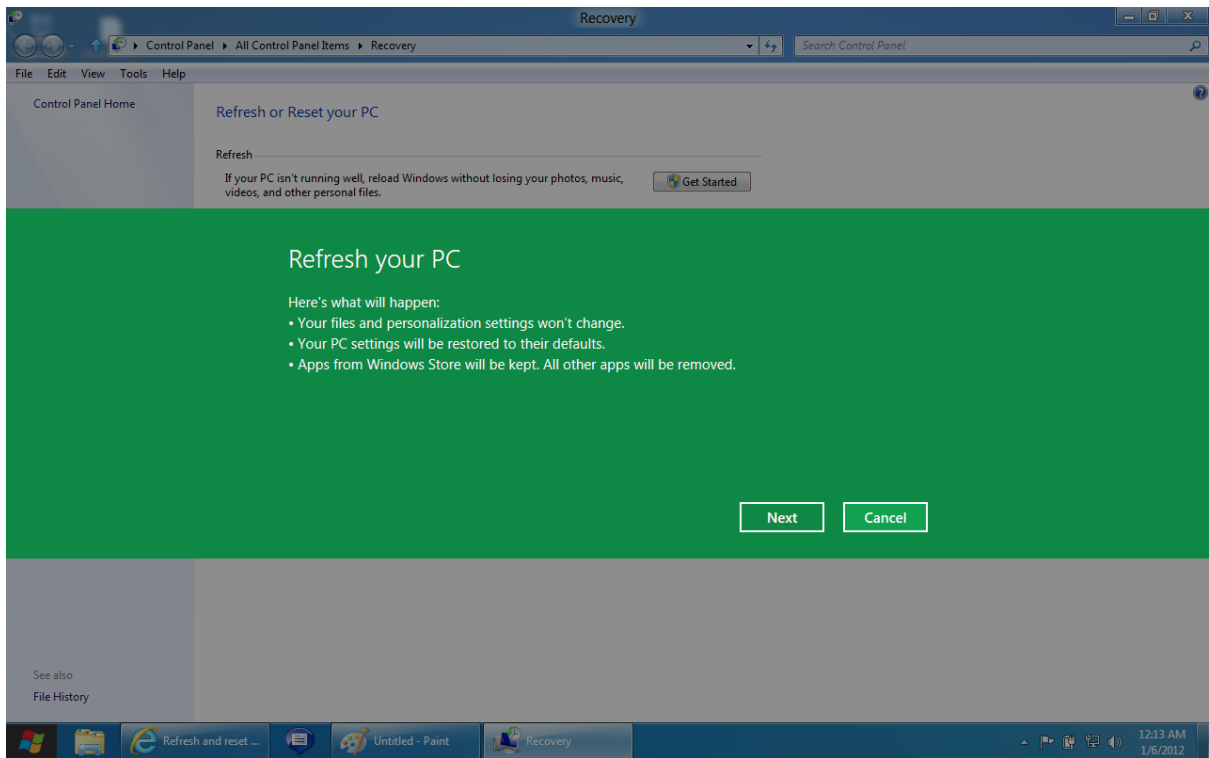 Recovery
Control Panel ▸ All Control Panel Items ▸ Recovery
Search Control Panel
File Edit View Tools Help
Control Panel Home
Refresh or Reset your PC
Refresh
If your PC isn't running well, reload Windows without losing your photos, music,
videos, and other personal files.
Get Started
Refresh your PC
Here's what will happen:
• Your files and personalization settings won't change.
• Your PC settings will be restored to their defaults.
• Apps from Windows Store will be kept. All other apps will be removed.
Next Cancel
See also
File History
Refresh and reset ...
Untitled - Paint
Recovery
12:13 AM
1/6/2012